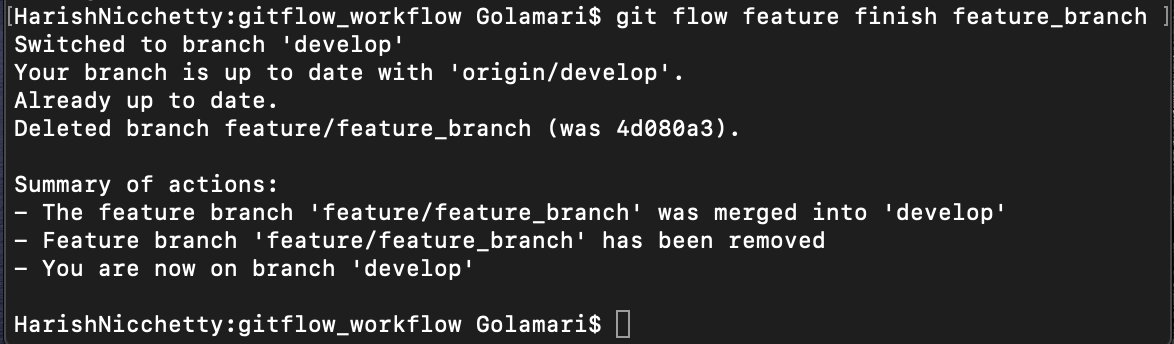 [HarishNicchetty:gitflow_workflow Golamari$ git flow feature finish feature_branch ]
Switched to branch 'develop'
Your branch is up to date with 'origin/develop'.
Already up to date.
Deleted branch feature/feature_branch (was 4d080a3).
Summary of actions:
– The feature branch 'feature/feature_branch' was merged into 'develop'
– Feature branch 'feature/feature_branch' has been removed
– You are now on branch 'develop'
HarishNicchetty:gitflow_workflow Golamari$